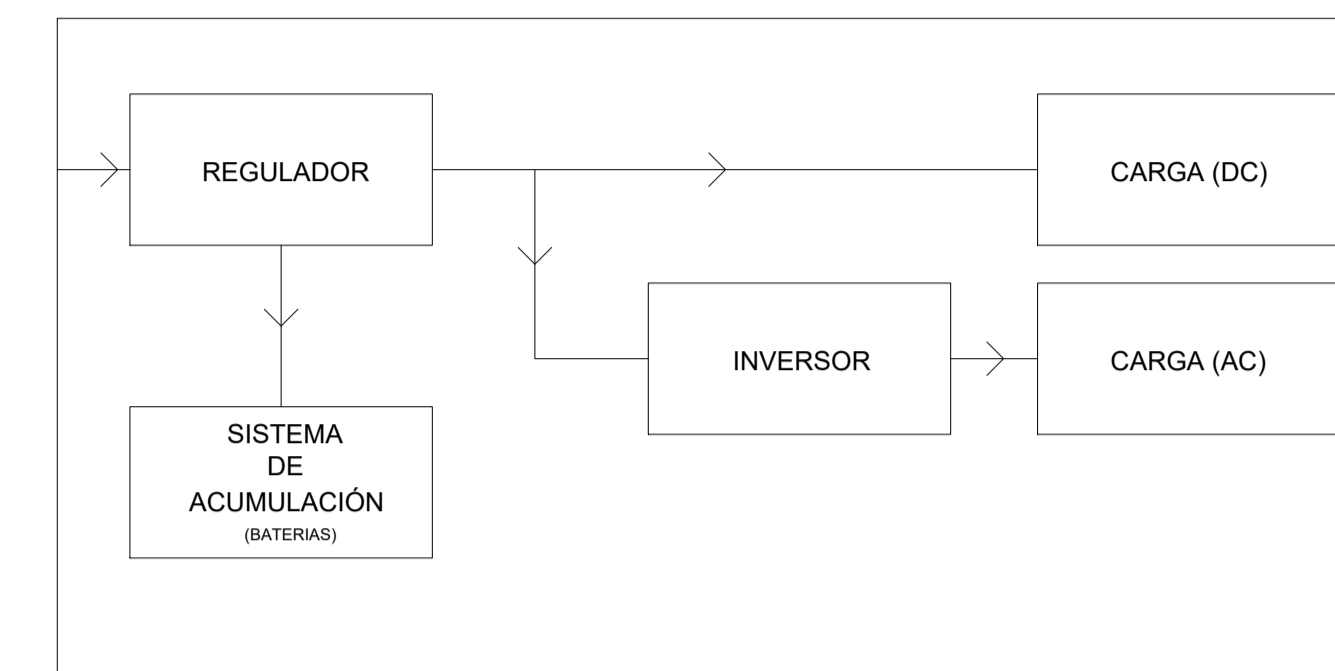 REGULADOR
CARGA (DC)
INVERSOR
CARGA (AC)
SISTEMA
DE
ACUMULACIÓN
(BATERIAS)